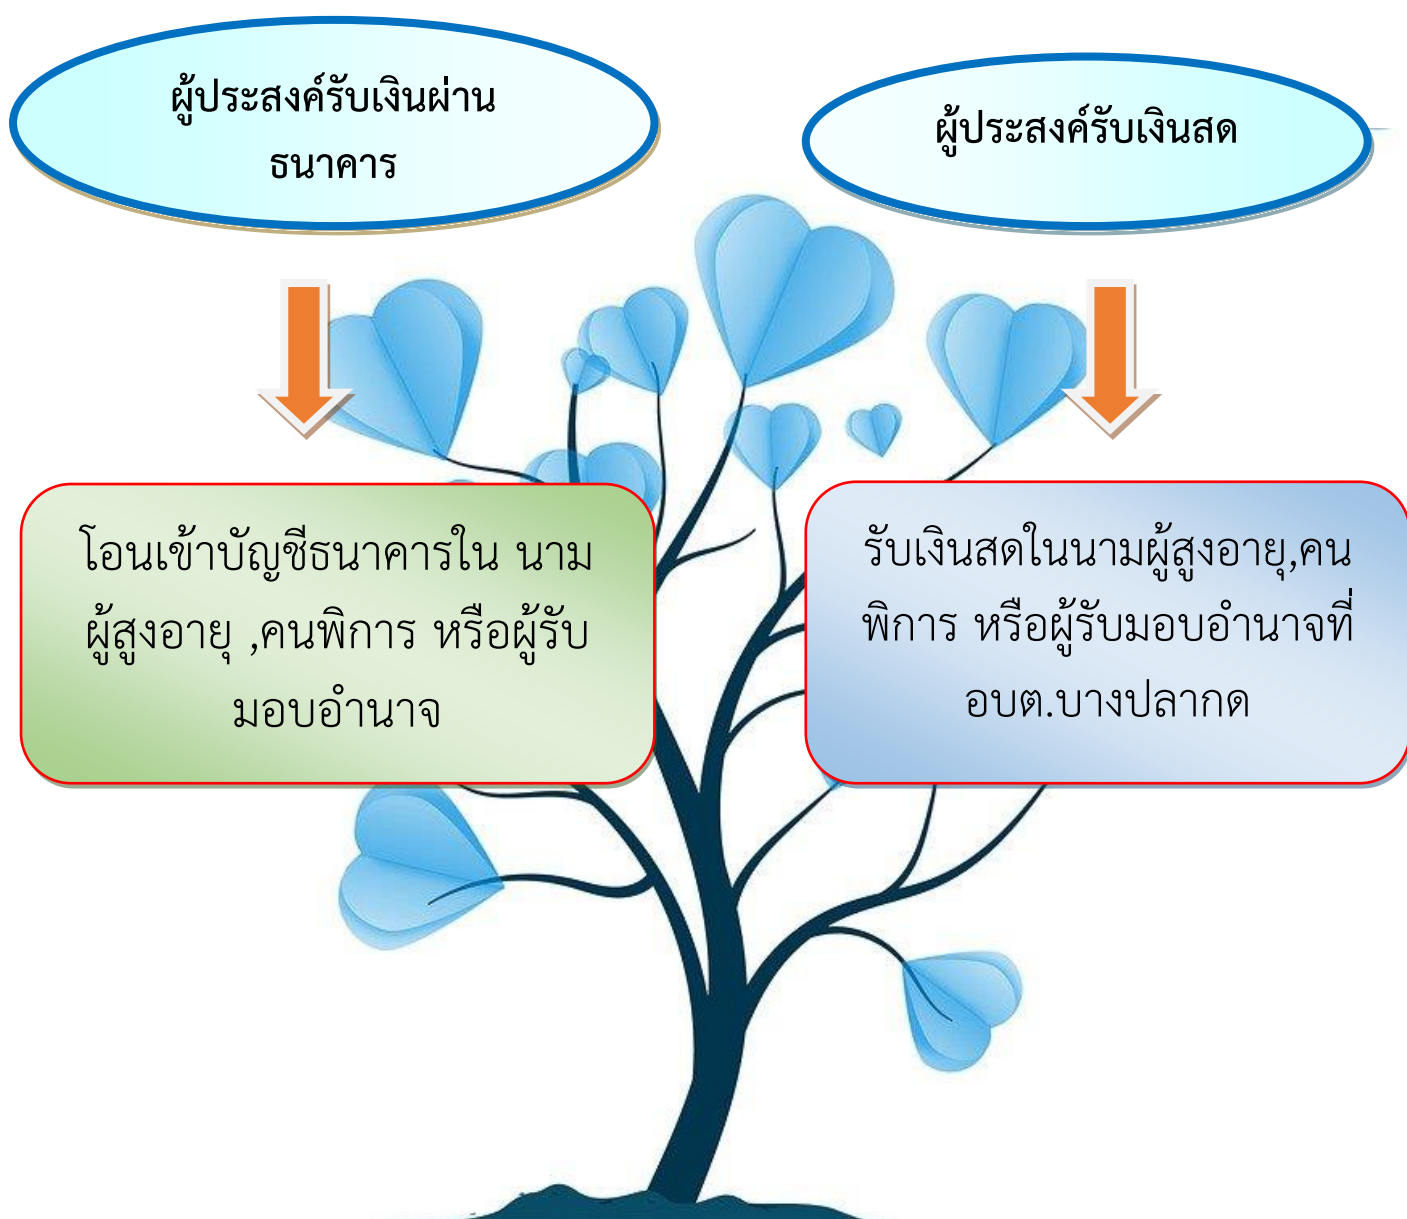 ผู้ประสงค์รับเงินผ่าน
ธนาคาร
ผู้ประสงค์รับเงินสด
โอนเข้าบัญชีธนาคารใน นาม
ผู้สูงอายุ ,คนพิการ หรือผู้รับ
มอบอำนาจ
รับเงินสดในนามผู้สูงอายุ,คน
พิการ หรือผู้รับมอบอำนาจที่
อบต.บางปลากด